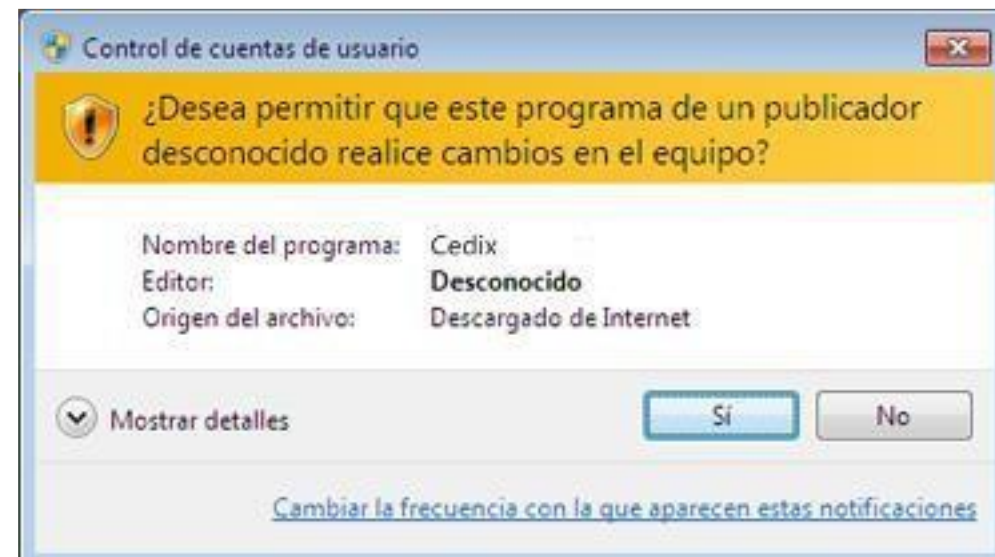 Control de cuentas de usuario
¿Desea permitir que este programa de un publicador
desconocido realice cambios en el equipo?
Nombre del programa: Cedix
Editor: Desconocido
Origen del archivo: Descargado de Internet
Mostrar detalles
Sí No
Cambiar la frecuencia con la que aparecen estas notificaciones